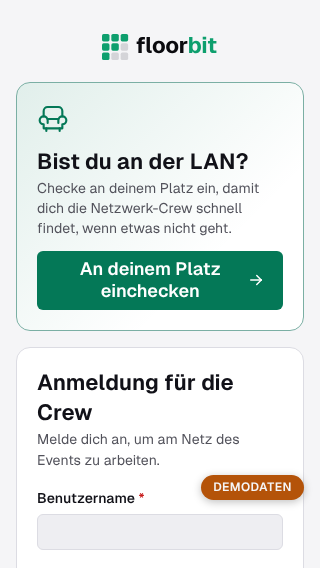 floorbit
Bist du an der LAN?
Checke an deinem Platz ein, damit
dich die Netzwerk-Crew schnell
findet, wenn etwas nicht geht.
An deinem Platz
einchecken
Anmeldung für die
Crew
Melde dich an, um am Netz des
Events zu arbeiten.
DEMODATEN
Benutzername *